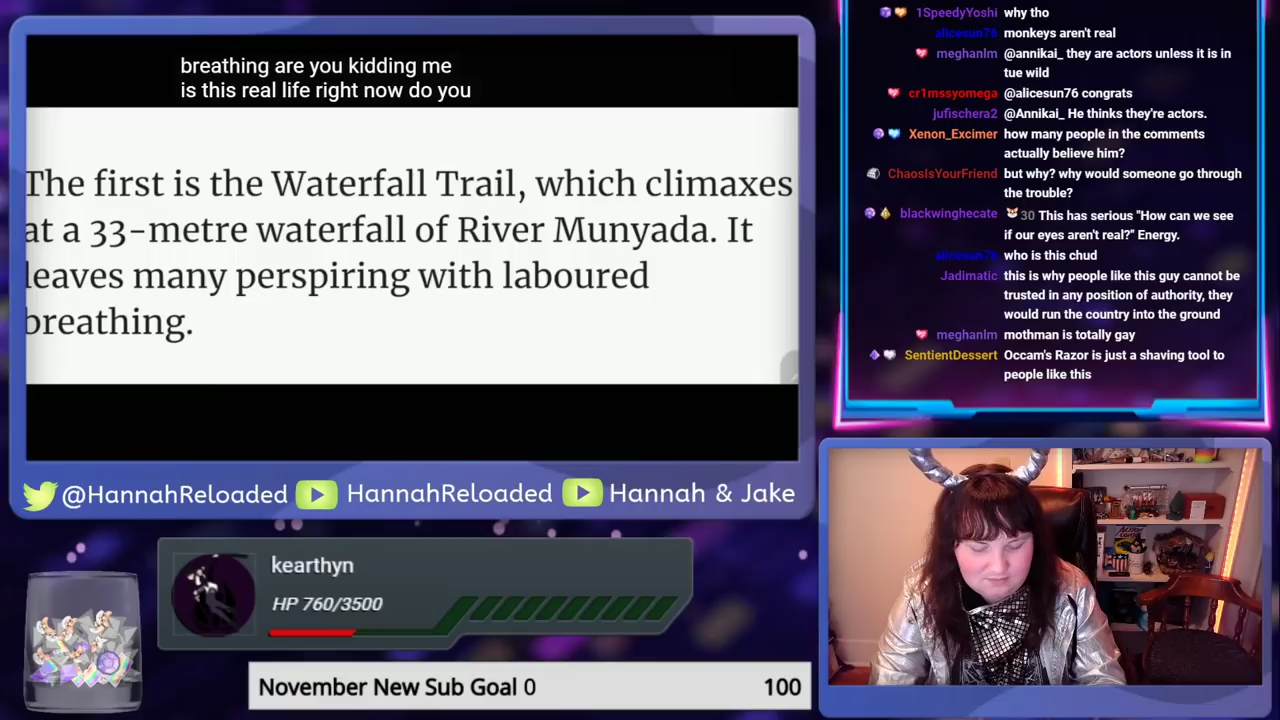 breathing are you kidding me
is this real life right now do you
The first is the Waterfall Trail, which climaxes
at a 33-metre waterfall of River Munyada. It
leaves many perspiring with laboured
breathing.
@HannahReloaded HannahReloaded Hannah & Jake
kearthyn
HP 760/3500
November New Sub Goal 0 100
1SpeedyYoshi why tho
alicesun76 monkeys aren't real
meghanlm @annikai_ they are actors unless it is in
tue wild
cr1mssyomega @alicesun76 congrats
jufischera2 @Annikai_ He thinks they're actors.
Xenon_Excimer how many people in the comments
actually believe him?
ChaosIsYourFriend but why? why would someone go through
the trouble?
blackwinghecate 30 This has serious "How can we see
if our eyes aren't real?" Energy.
alicesun76 who is this chud
Jadimatic this is why people like this guy cannot be
trusted in any position of authority, they
would run the country into the ground
meghanlm mothman is totally gay
SentientDessert Occam's Razor is just a shaving tool to
people like this